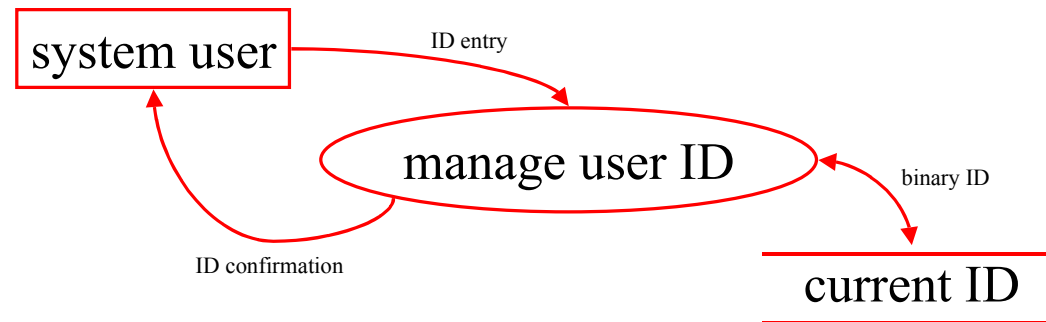 system user
ID entry
manage user ID
binary ID
ID confirmation
current ID